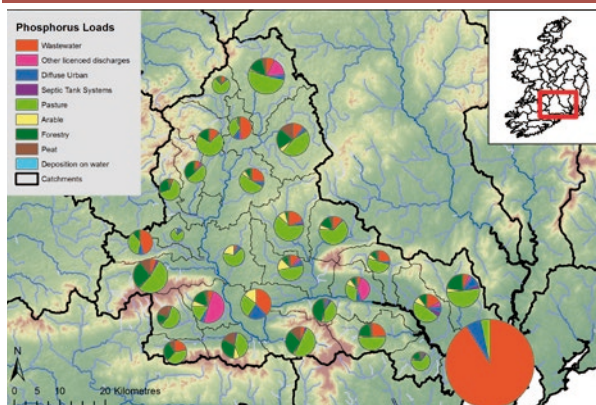 Phosphorus Loads
Wastewater
Other licenced discharges
Diffuse Urban
Septic Tank Systems
Pasture
Arable
Forestry
Peat
Deposition on water
Catchments
N
0 5 10 20 Kilometres